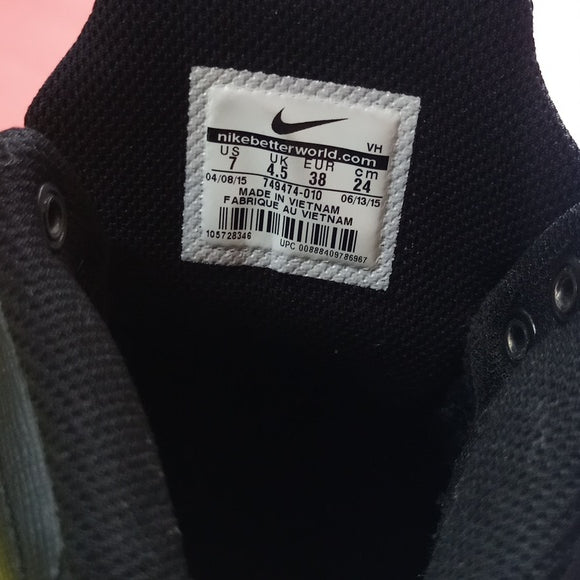 VH
nikebetterworld.com
US UK EUR cm
7 4.5 38 24
04/08/15 749474-010 06/13/15
MADE IN VIETNAM
FABRIQUE AU VIETNAM
105728346 UPC 00888409786967